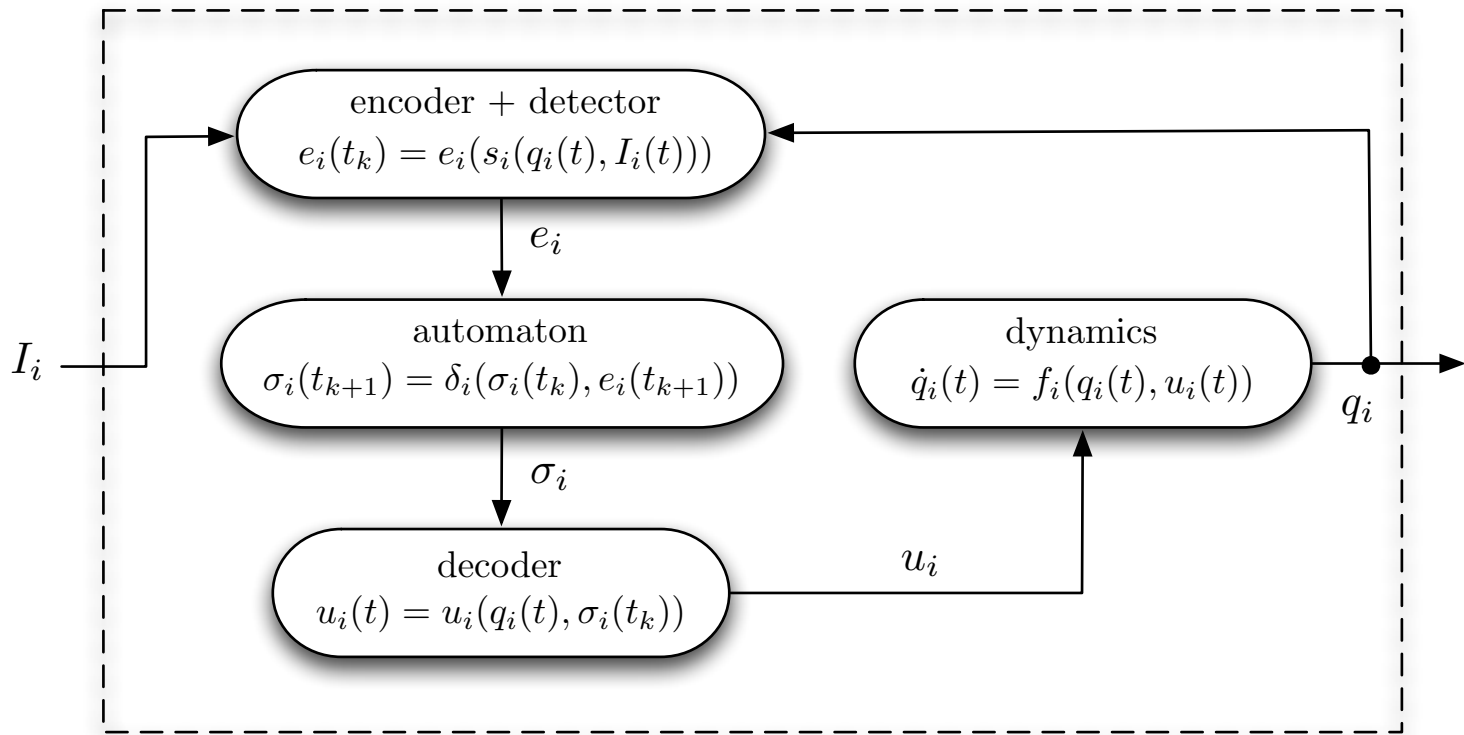 encoder + detector
e_i(t_k) = e_i(s_i(q_i(t), I_i(t)))
e_i
I_i
automaton
σ_i(t_{k+1}) = δ_i(σ_i(t_k), e_i(t_{k+1}))
dynamics
q̇_i(t) = f_i(q_i(t), u_i(t))
q_i
σ_i
decoder
u_i(t) = u_i(q_i(t), σ_i(t_k))
u_i